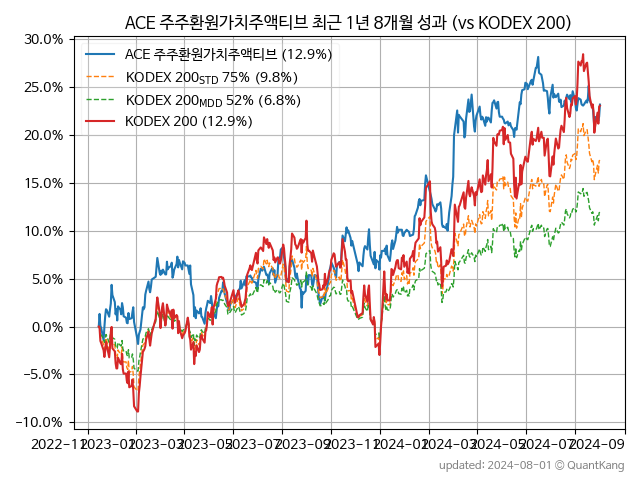 ACE 주주환원가치주액티브 최근 1년 8개월 성과 (vs KODEX 200)
30.0%
25.0%
20.0%
15.0%
10.0%
5.0%
0.0%
−5.0%
−10.0%
ACE 주주환원가치주액티브 (12.9%)
KODEX 200STD 75% (9.8%)
KODEX 200MDD 52% (6.8%)
KODEX 200 (12.9%)
2022−11 2023−01 2023−03 2023−05 2023−07 2023−09 2023−11 2024−01 2024−03 2024−05 2024−07 2024−09
updated: 2024−08−01 © QuantKang